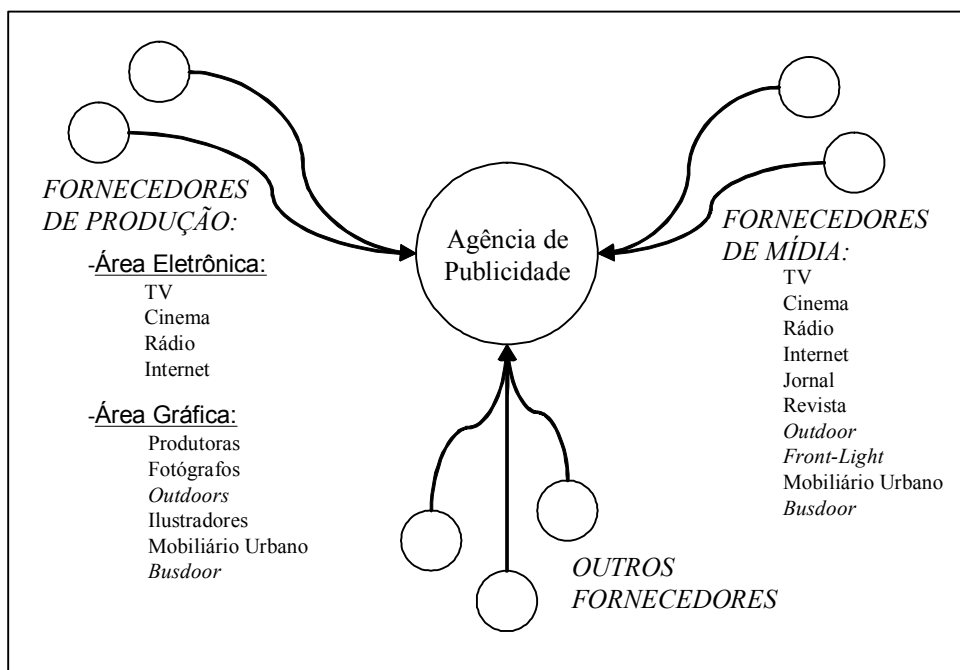 FORNECEDORES
DE PRODUÇÃO:
-Área Eletrônica:
TV
Cinema
Rádio
Internet
-Área Gráfica:
Produtoras
Fotógrafos
Outdoors
Ilustradores
Mobiliário Urbano
Busdoor
Agência de
Publicidade
FORNECEDORES
DE MÍDIA:
TV
Cinema
Rádio
Internet
Jornal
Revista
Outdoor
Front-Light
Mobiliário Urbano
Busdoor
OUTROS
FORNECEDORES